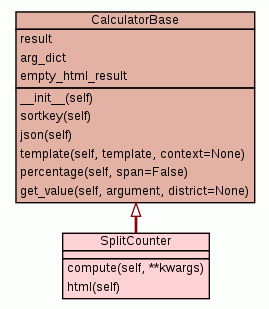 CalculatorBase
result
arg_dict
empty_html_result
__init__(self)
sortkey(self)
json(self)
template(self, template, context=None)
percentage(self, span=False)
get_value(self, argument, district=None)
SplitCounter
compute(self, **kwargs)
html(self)